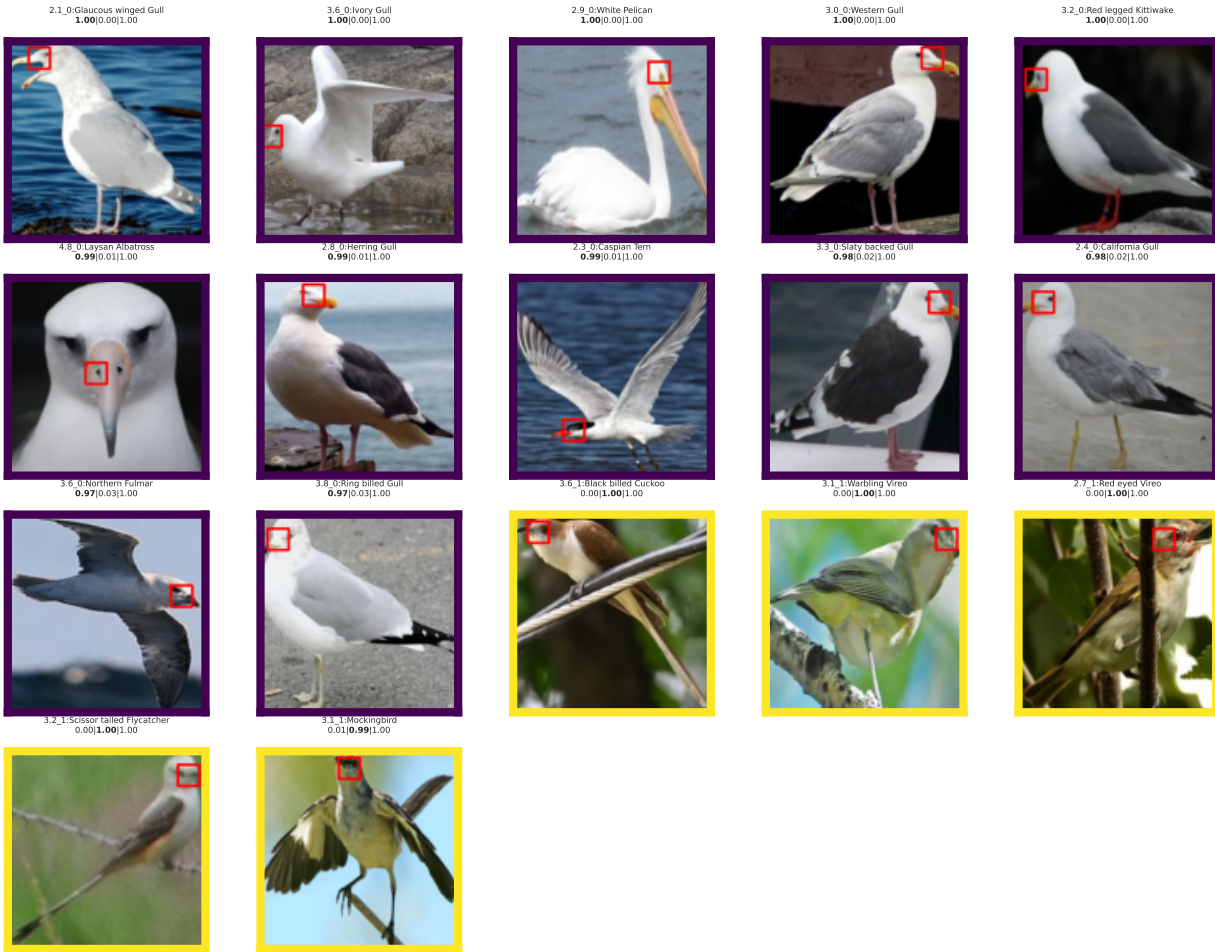 2.1_0:Glaucous winged Gull
1.00|0.00|1.00
3.6_0:Ivory Gull
1.00|0.00|1.00
2.9_0:White Pelican
1.00|0.00|1.00
3.0_0:Western Gull
1.00|0.00|1.00
3.2_0:Red legged Kittiwake
1.00|0.00|1.00
4.8_0:Laysan Albatross
0.99|0.01|1.00
2.8_0:Herring Gull
0.99|0.01|1.00
2.3_0:Caspian Tern
0.99|0.01|1.00
3.3_0:Slaty backed Gull
0.98|0.02|1.00
2.4_0:California Gull
0.98|0.02|1.00
3.6_0:Northern Fulmar
0.97|0.03|1.00
3.8_0:Ring billed Gull
0.97|0.03|1.00
3.6_1:Black billed Cuckoo
0.00|1.00|1.00
3.1_1:Warbling Vireo
0.00|1.00|1.00
2.7_1:Red eyed Vireo
0.00|1.00|1.00
3.2_1:Scissor tailed Flycatcher
0.00|1.00|1.00
3.1_1:Mockingbird
0.01|0.99|1.00